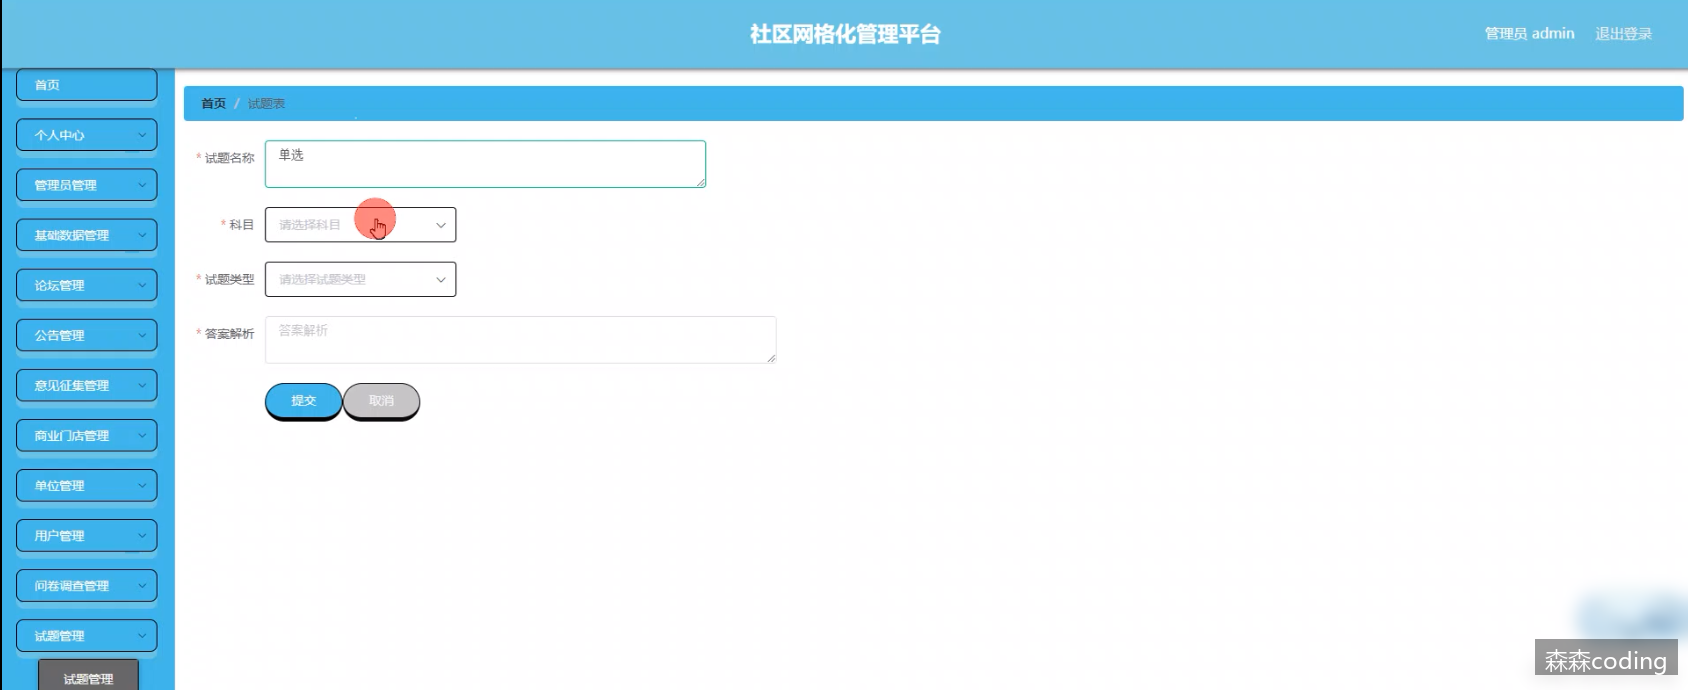 社区网格化管理平台
管理员 admin 退出登录
首页
个人中心
管理员管理
基础数据管理
论坛管理
公告管理
意见征集管理
商业门店管理
单位管理
用户管理
问卷调查管理
试题管理
试题管理
首页 / 试题表
* 试题名称 单选
* 科目 请选择科目
* 试题类型 请选择试题类型
* 答案解析 答案解析
提交 取消
森森coding